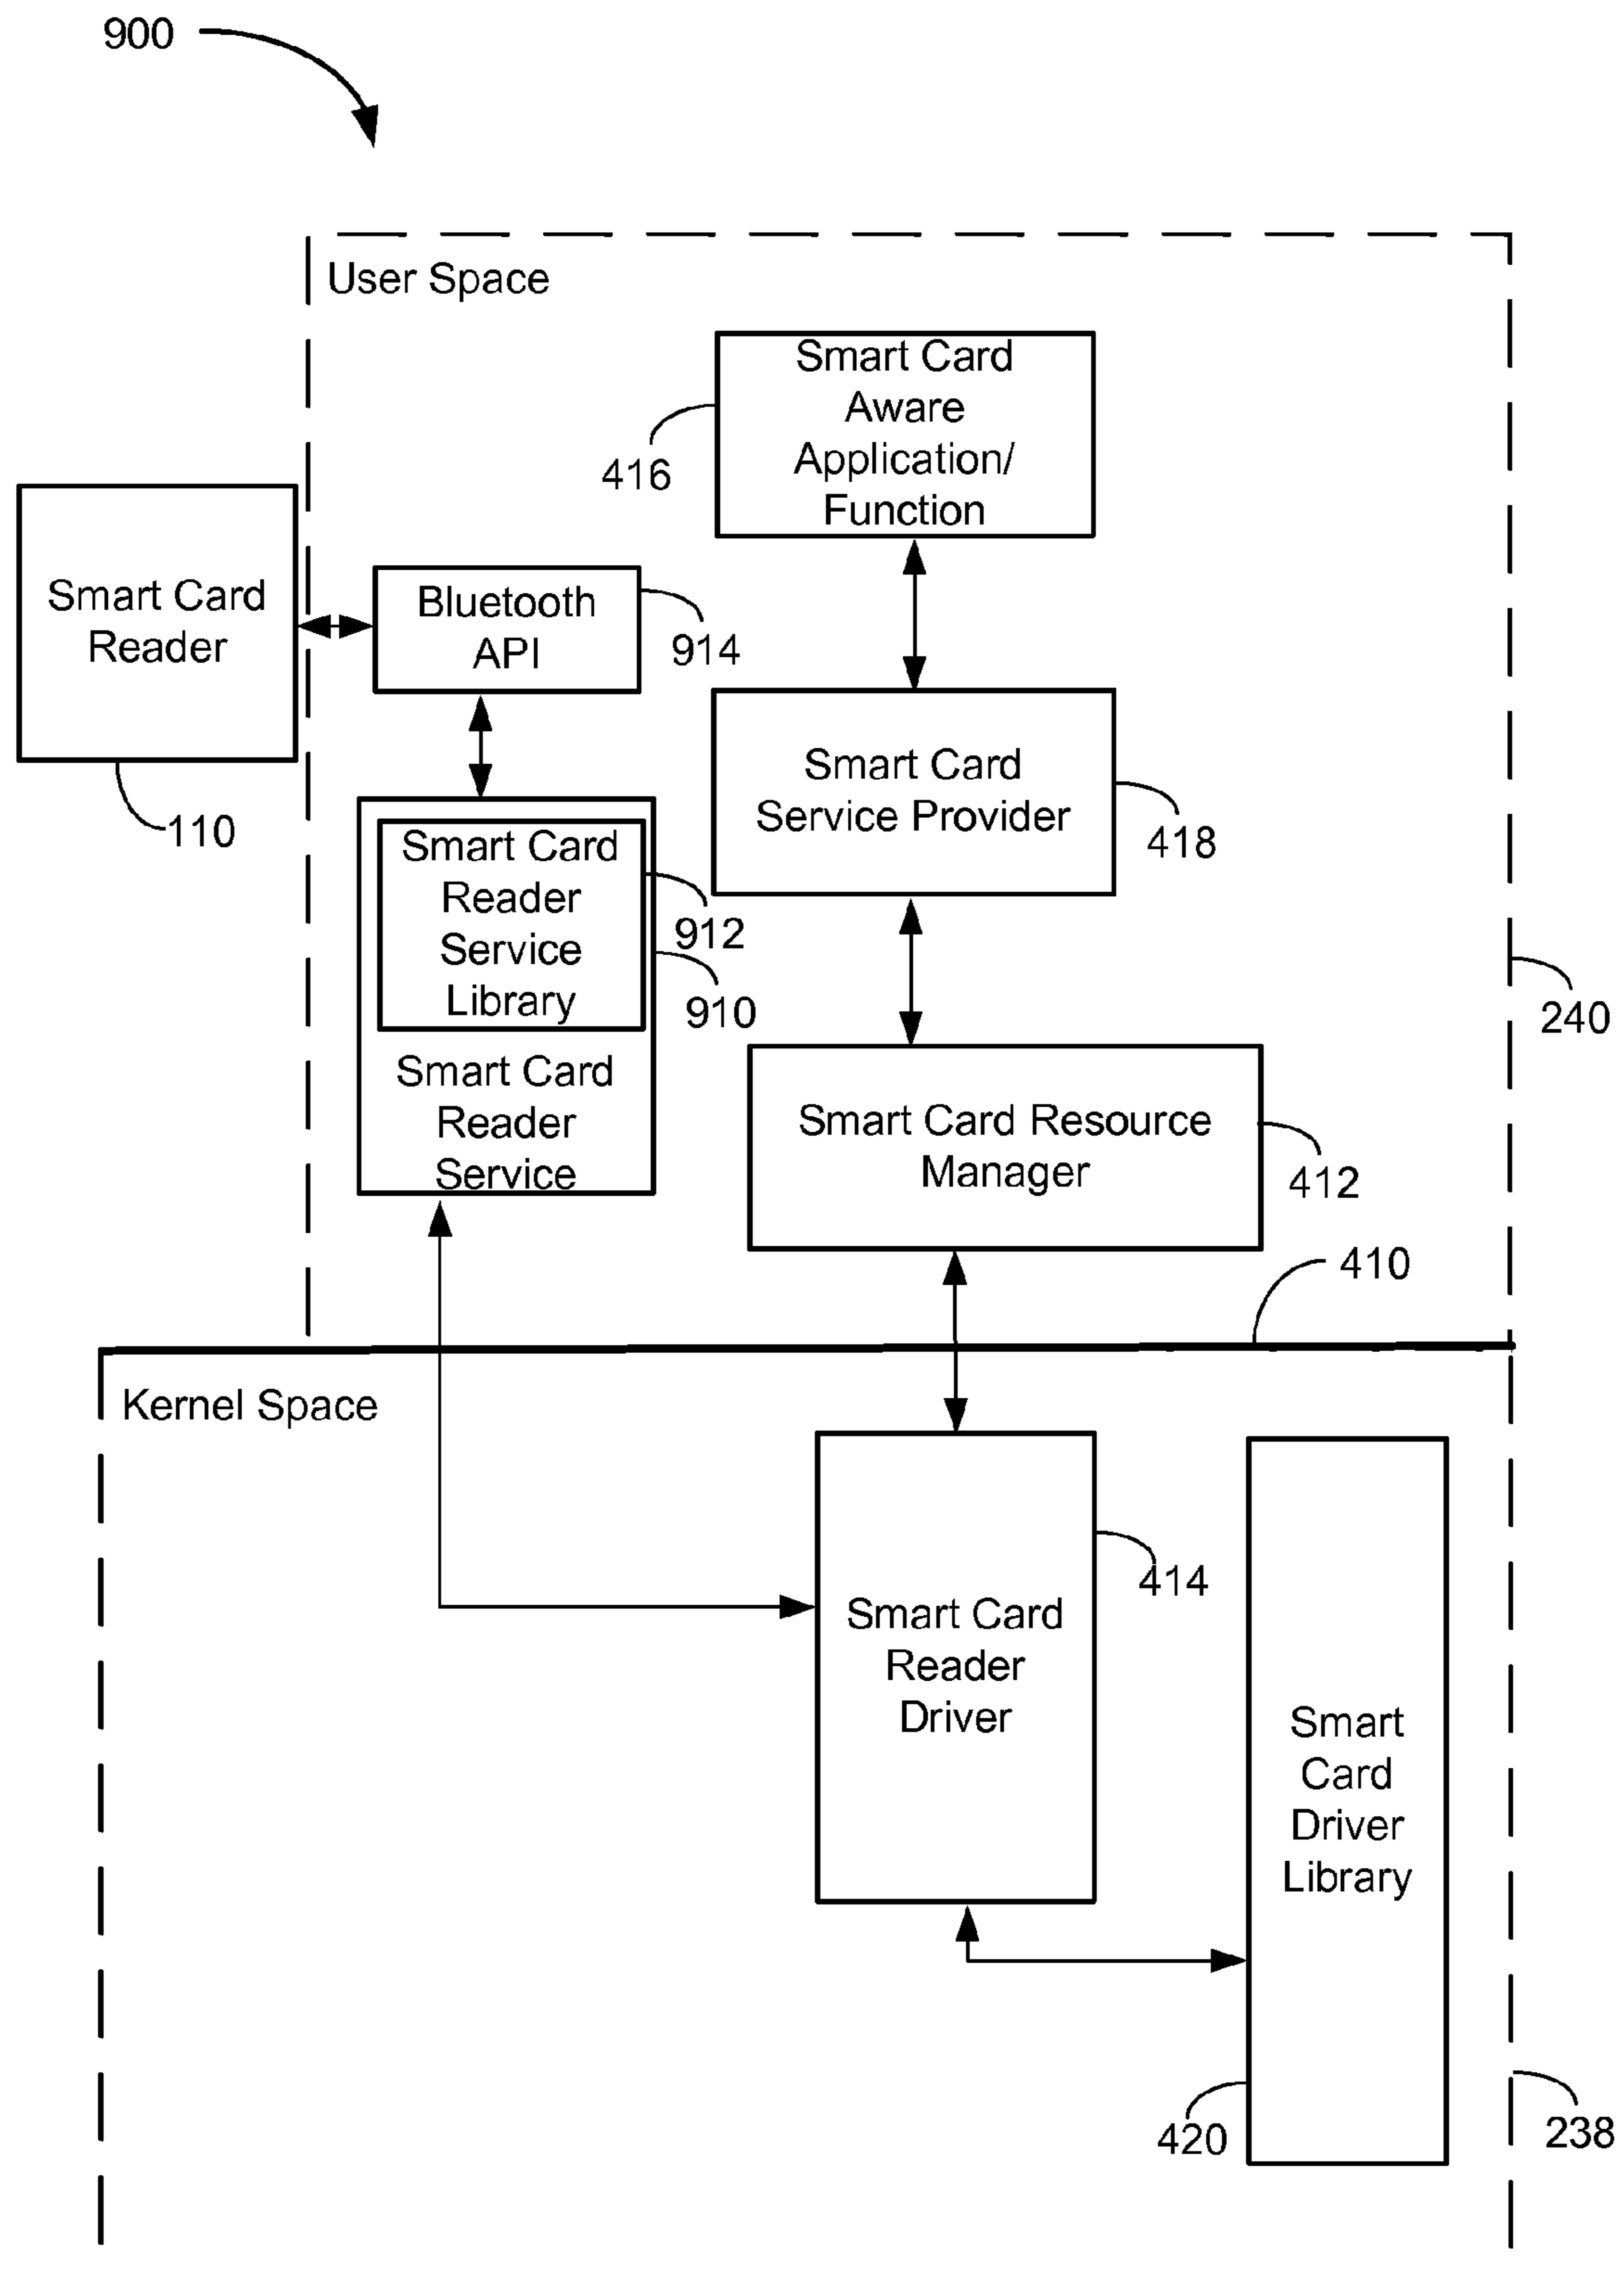 900
User Space
Smart Card
Aware
Application/
Function
416
Smart Card
Reader
110
Bluetooth
API
914
Smart Card
Service Provider
418
Smart Card
Reader
Service
Library
912
910
Smart Card
Reader
Service
240
Smart Card Resource
Manager
412
410
Kernel Space
Smart Card
Reader
Driver
414
Smart
Card
Driver
Library
420
238